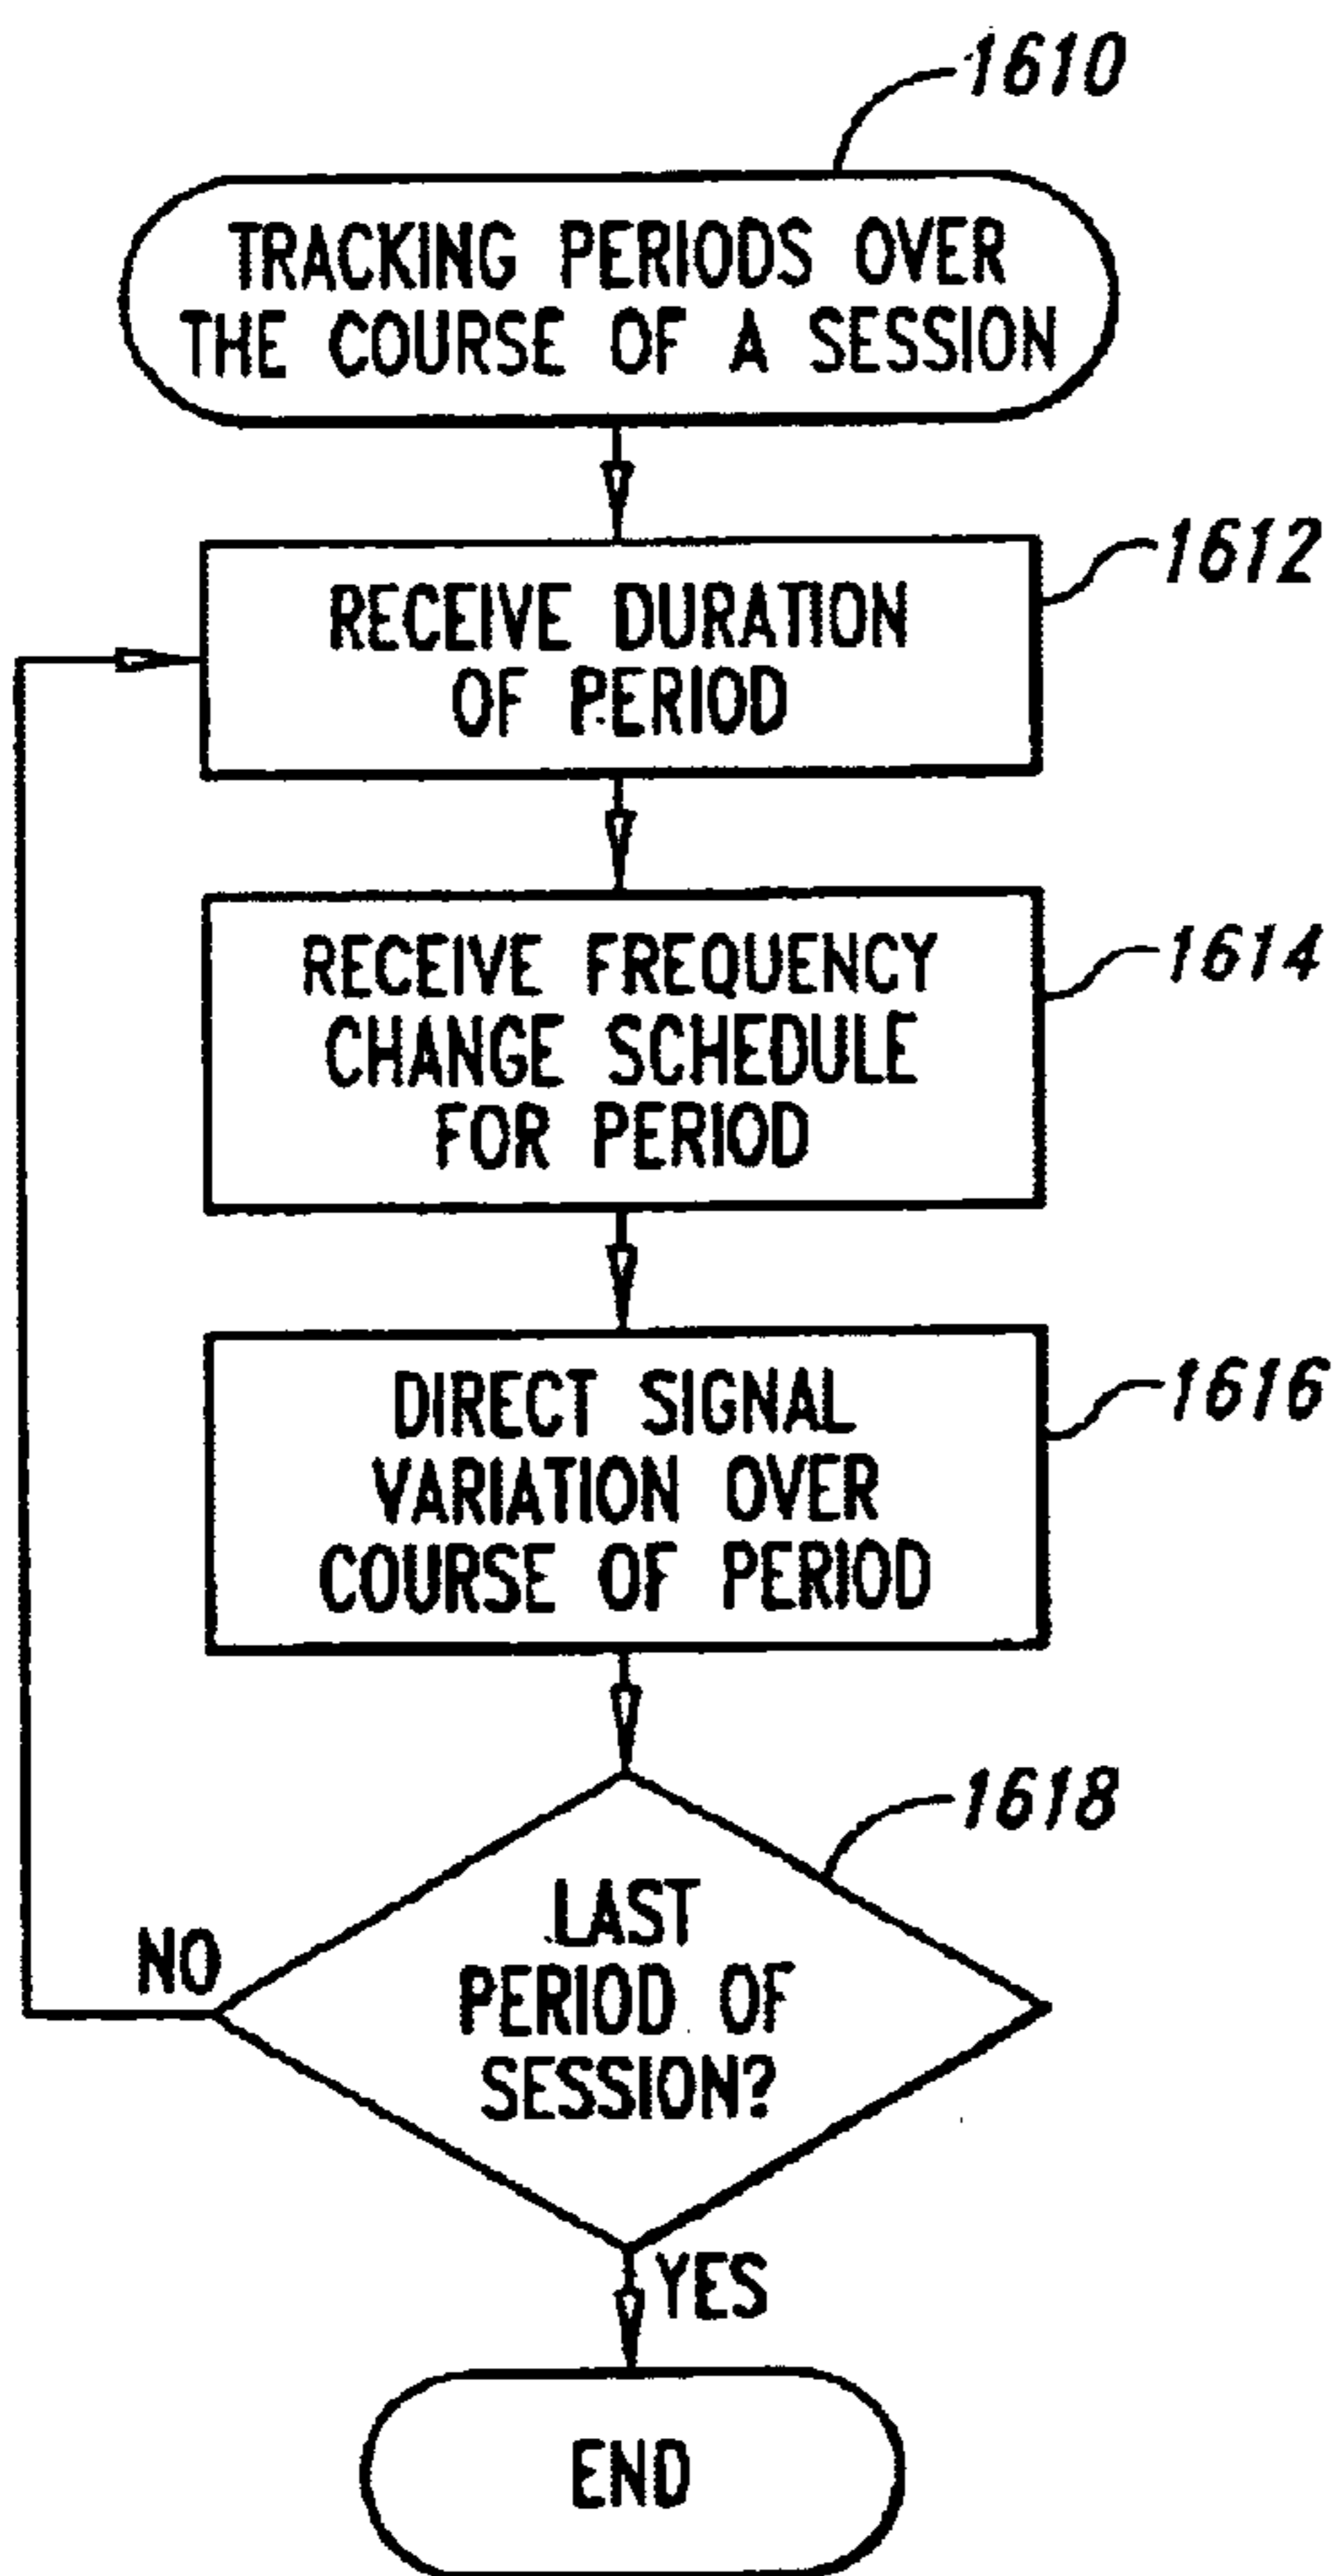 1610
TRACKING PERIODS OVER
THE COURSE OF A SESSION
1612
RECEIVE DURATION
OF PERIOD
1614
RECEIVE FREQUENCY
CHANGE SCHEDULE
FOR PERIOD
1616
DIRECT SIGNAL
VARIATION OVER
COURSE OF PERIOD
1618
LAST
PERIOD OF
SESSION?
NO
YES
END